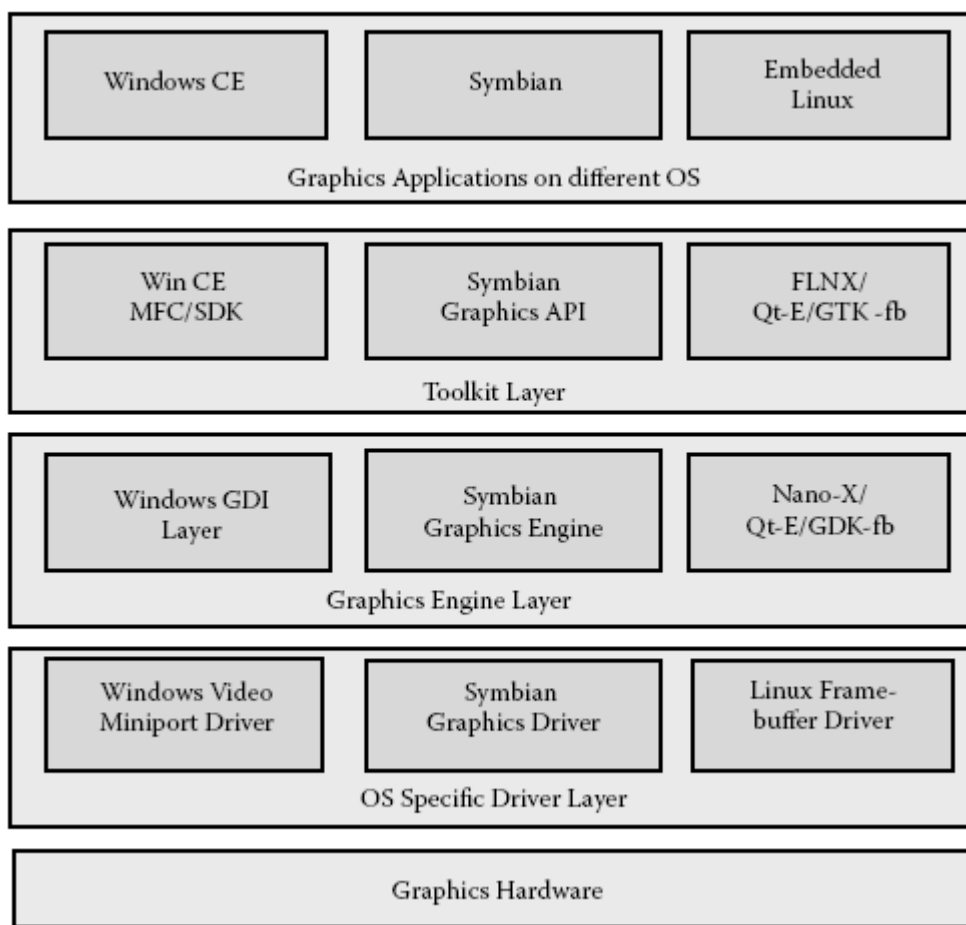 Windows CE
Symbian
Embedded
Linux
Graphics Applications on different OS
Win CE
MFC/SDK
Symbian
Graphics API
FLNX/
Qt-E/GTK -fb
Toolkit Layer
Windows GDI
Layer
Symbian
Graphics Engine
Nano-X/
Qt-E/GDK-fb
Graphics Engine Layer
Windows Video
Miniport Driver
Symbian
Graphics Driver
Linux Frame-
buffer Driver
OS Specific Driver Layer
Graphics Hardware